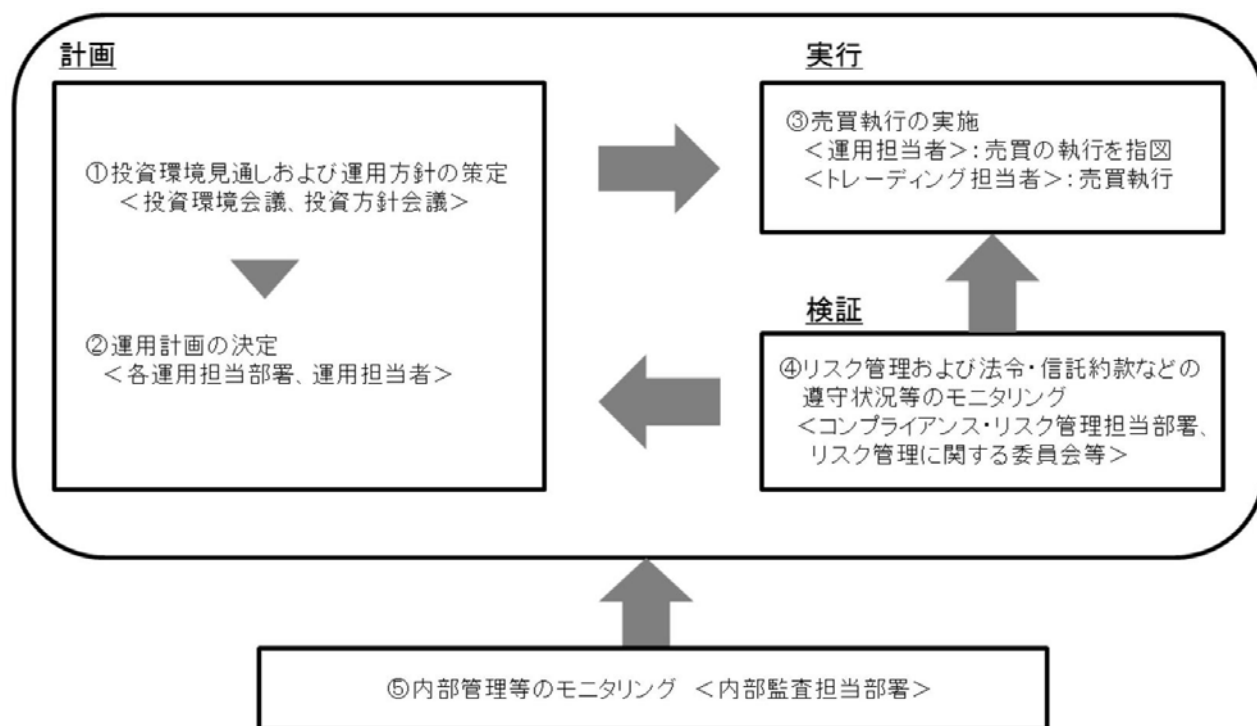 計画
①投資環境見通しおよび運用方針の策定
＜投資環境会議、投資方針会議＞
②運用計画の決定
＜各運用担当部署、運用担当者＞
実行
③売買執行の実施
＜運用担当者＞：売買の執行を指図
＜トレーディング担当者＞：売買執行
検証
④リスク管理および法令・信託約款などの
遵守状況等のモニタリング
＜コンプライアンス・リスク管理担当部署、
リスク管理に関する委員会等＞
⑤内部管理等のモニタリング ＜内部監査担当部署＞